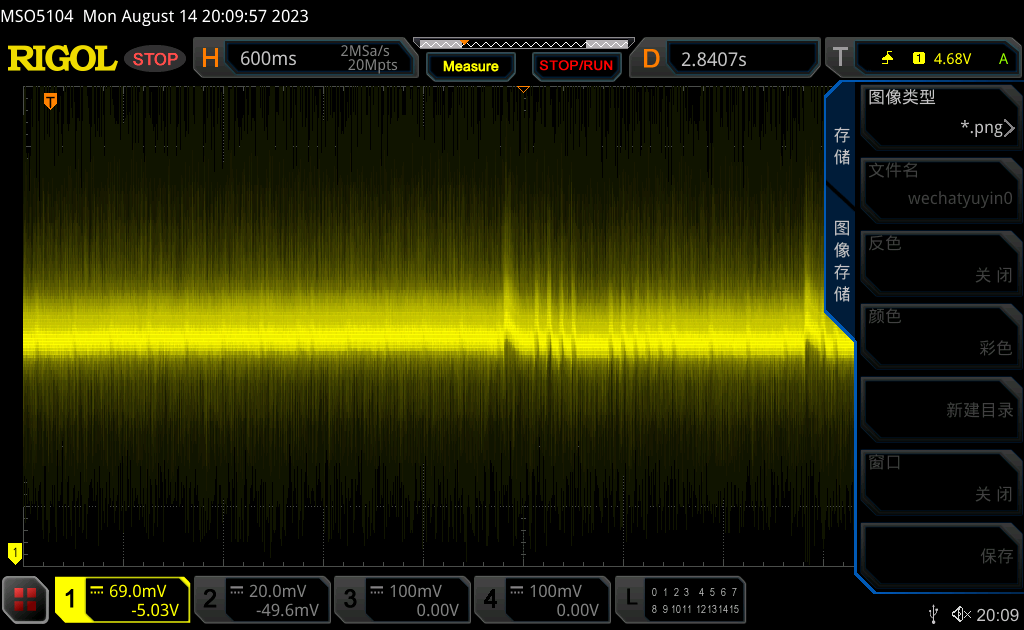 MSO5104 Mon August 14 20:09:57 2023
RIGOL STOP H 600ms 2MSa/s 20Mpts Measure STOP/RUN D 2.8407s T 1 4.68V A
T
存储
图像存储
图像类型
*.png
文件名
wechatyuyin0
反色
关闭
颜色
彩色
新建目录
窗口
关闭
保存
1
1 69.0mV -5.03V
2 20.0mV -49.6mV
3 100mV 0.00V
4 100mV 0.00V
L 0 1 2 3 4 5 6 7
8 9 10 11 12 13 14 15
20:09